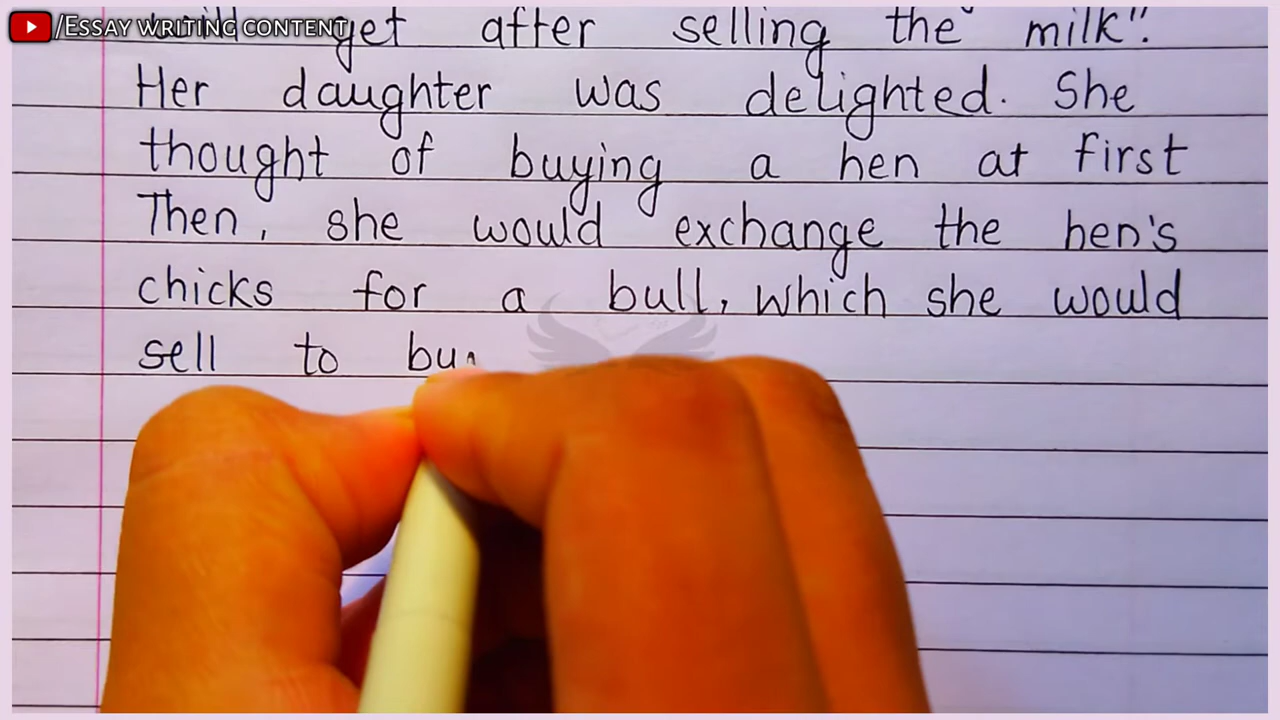 /Essay writing content
will get after selling the milk".
Her daughter was delighted. She
thought of buying a hen at first
Then, she would exchange the hen's
chicks for a bull, which she would
sell to